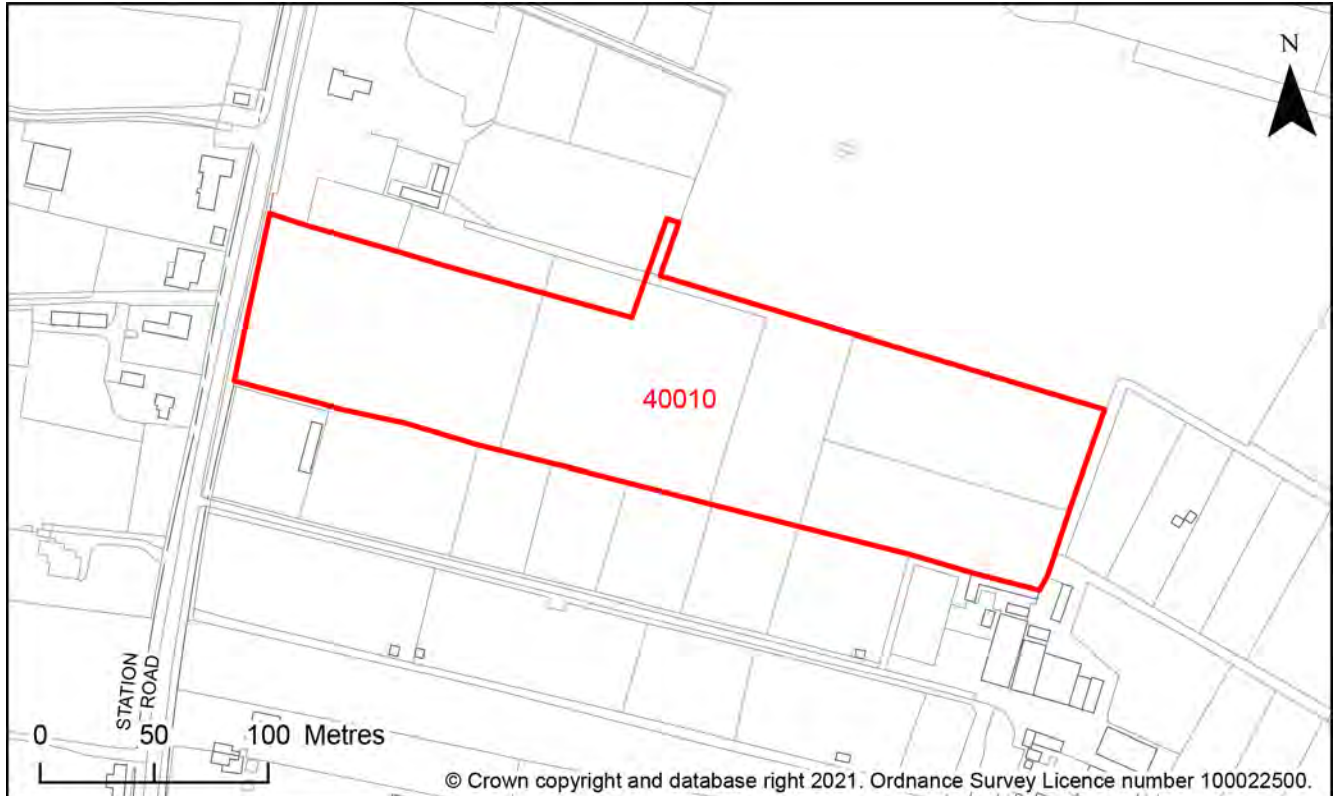 N
40010
STATION
ROAD
0 50 100 Metres
© Crown copyright and database right 2021. Ordnance Survey Licence number 100022500.